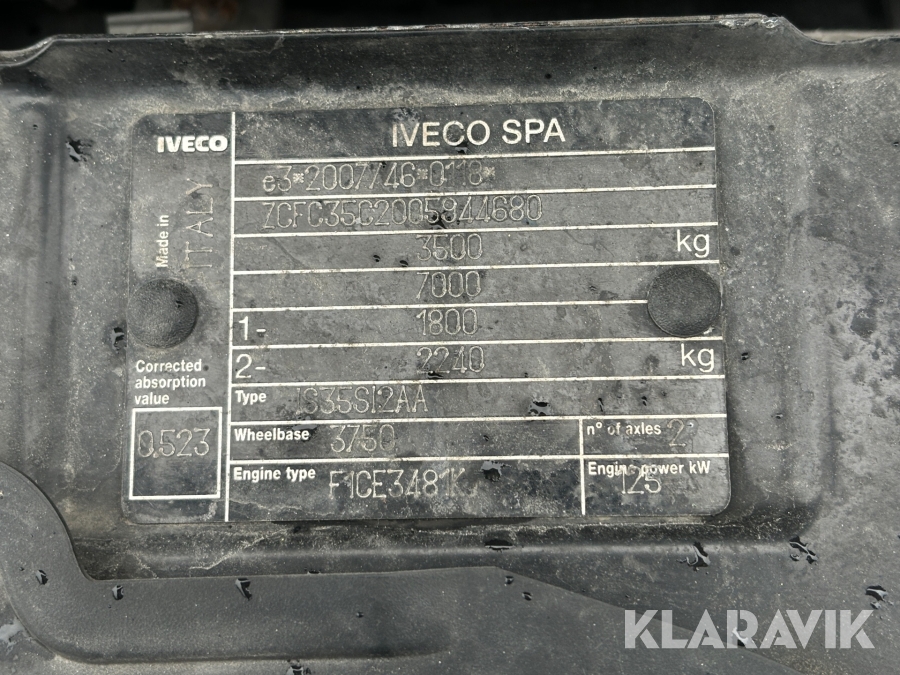 IVECO
IVECO SPA
e3*2007/46*0118*
ZCFC35C2005844680
3500 kg
7000
1- 1800
2- 2240 kg
Made in ITALY
Corrected
absorption
value
0.523
Type IS35SI2AA
Wheelbase 3750
n° of axles 2
Engine type F1CE3481K
Engine power kW
125
KLARAVIK